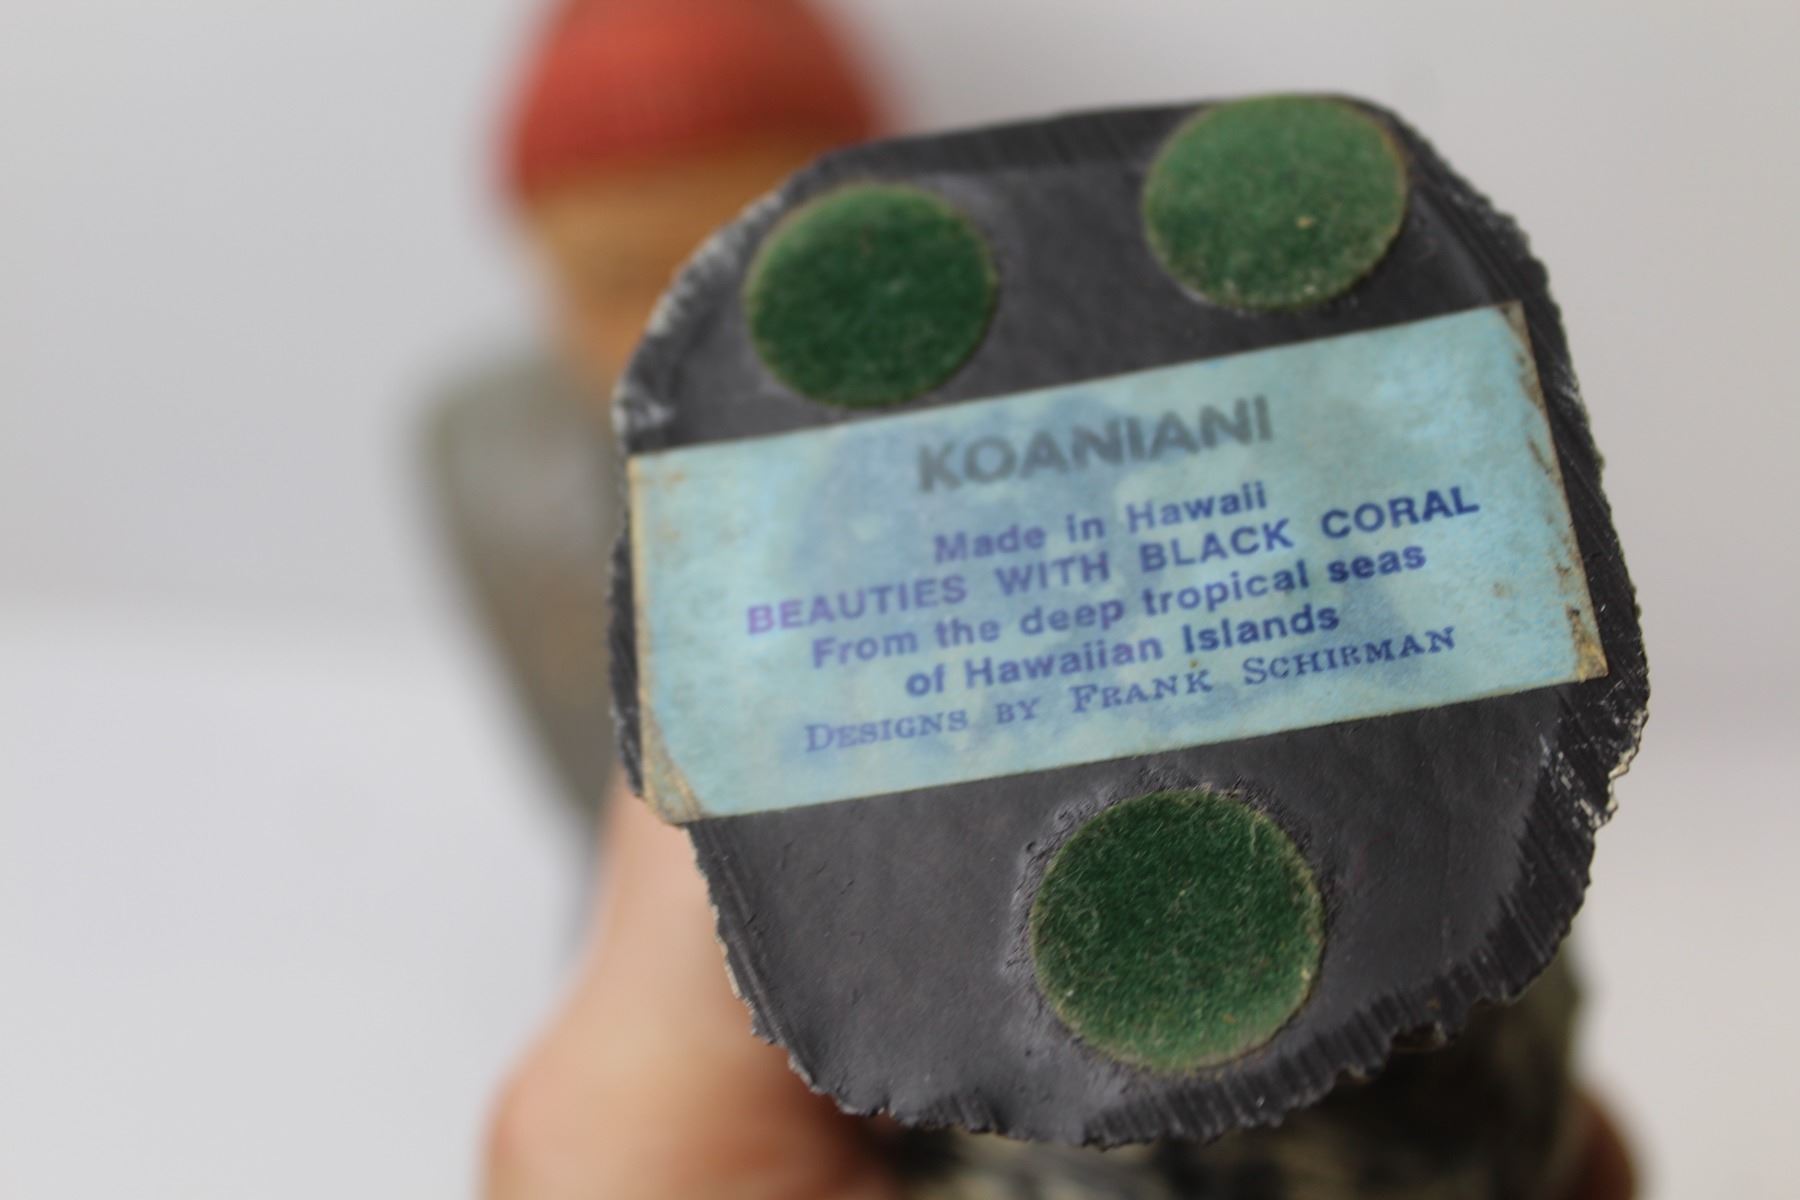 KOANIANI
Made in Hawaii
BEAUTIES WITH BLACK CORAL
From the deep tropical seas
of Hawaiian Islands
DESIGNS BY FRANK SCHIRMAN